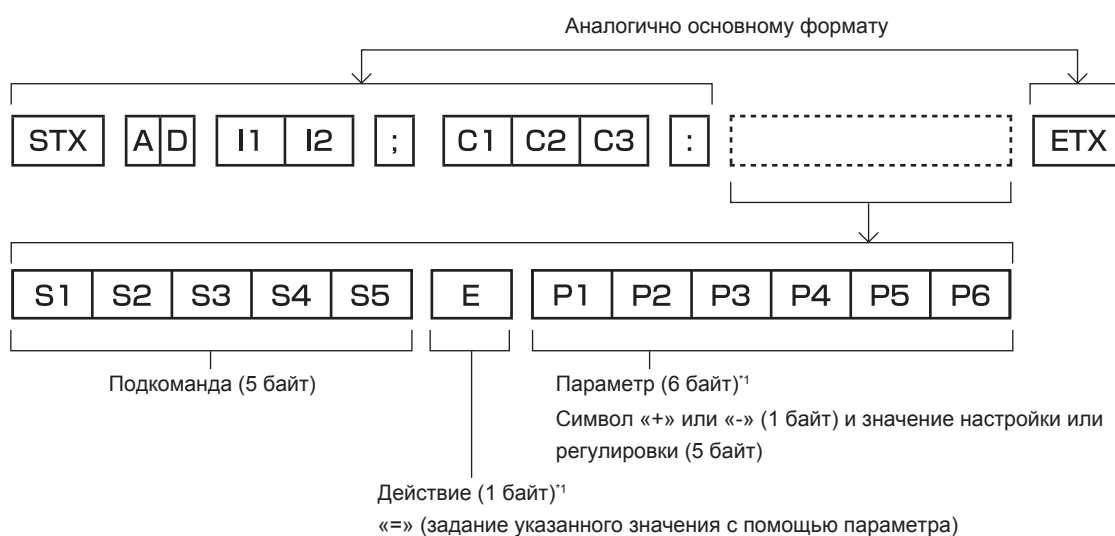 Аналогично основному формату
STX A D I1 I2 ; C1 C2 C3 : ETX
S1 S2 S3 S4 S5 E P1 P2 P3 P4 P5 P6
Подкоманда (5 байт)
Параметр (6 байт)*1
Символ «+» или «-» (1 байт) и значение настройки или
регулировки (5 байт)
Действие (1 байт)*1
«=» (задание указанного значения с помощью параметра)